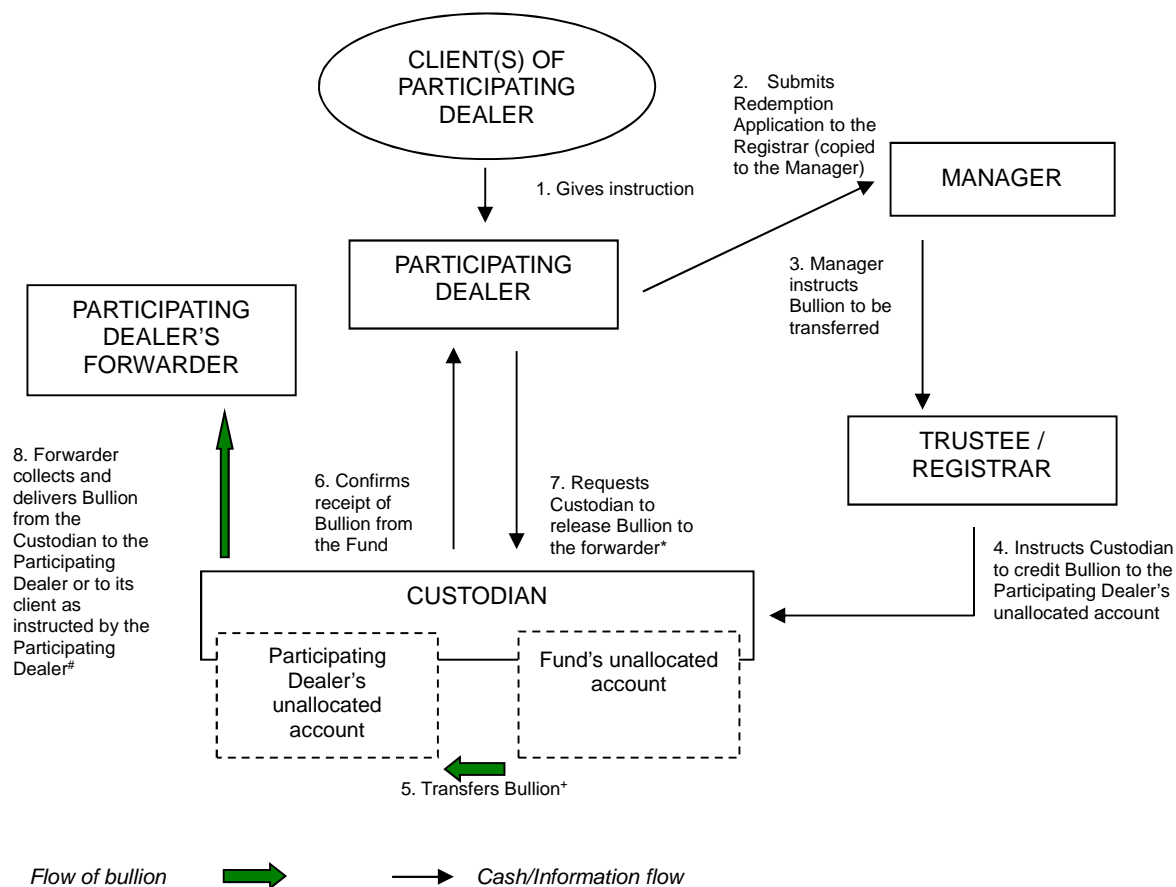 CLIENT(S) OF
PARTICIPATING
DEALER
1. Gives instruction
2. Submits
Redemption
Application to the
Registrar (copied
to the Manager)
MANAGER
PARTICIPATING
DEALER
3. Manager
instructs
Bullion to be
transferred
PARTICIPATING
DEALER’S
FORWARDER
TRUSTEE /
REGISTRAR
8. Forwarder
collects and
delivers Bullion
from the
Custodian to the
Participating
Dealer or to its
client as
instructed by the
Participating
Dealer#
6. Confirms
receipt of
Bullion from
the Fund
7. Requests
Custodian to
release Bullion to
the forwarder*
4. Instructs Custodian
to credit Bullion to the
Participating Dealer’s
unallocated account
CUSTODIAN
Participating
Dealer’s
unallocated
account
Fund’s unallocated
account
5. Transfers Bullion+
Flow of bullion
Cash/Information flow